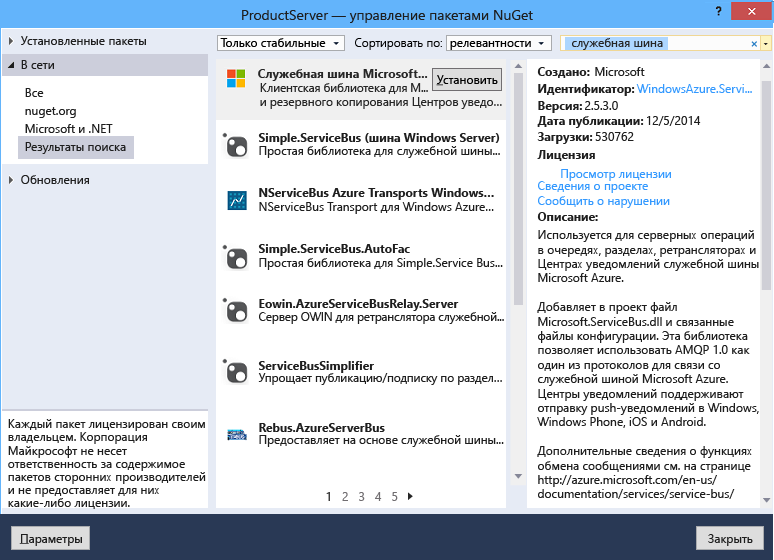 ProductServer — управление пакетами NuGet
?
Установленные пакеты
В сети
Все
nuget.org
Microsoft и .NET
Результаты поиска
Обновления
Каждый пакет лицензирован своим
владельцем. Корпорация
Майкрософт не несет
ответственность за содержимое
пакетов сторонних производителей
и не предоставляет для них
какие-либо лицензии.
Только стабильные
Сортировать по: релевантности
служебная шина
Служебная шина Microsoft...
Установить
Клиентская библиотека для М...
и резервного копирования Центров уведо...
Simple.ServiceBus (шина Windows Server)
Простая библиотека для служебной шины...
NServiceBus Azure Transports Windows...
NServiceBus Transport для Windows Azure...
Simple.ServiceBus.AutoFac
Простая библиотека для Simple.Service Bus...
Eowin.AzureServiceBusRelay.Server
Сервер OWIN для ретранслятора служебной...
ServiceBusSimplifier
Упрощает публикацию/подписку по раздел...
Rebus.AzureServerBus
Предоставляет на основе служебной шины...
1 2 3 4 5
Создано: Microsoft
Идентификатор: WindowsAzure.Servi...
Версия: 2.5.3.0
Дата публикации: 12/5/2014
Загрузки: 530762
Лицензия
Просмотр лицензии
Сведения о проекте
Сообщить о нарушении
Описание:
Используется для серверных операций
в очередях, разделах, ретрансляторах и
Центрах уведомлений служебной шины
Microsoft Azure.
Добавляет в проект файл
Microsoft.ServiceBus.dll и связанные
файлы конфигурации. Эта библиотека
позволяет использовать AMQP 1.0 как
один из протоколов для связи со
служебной шиной Microsoft Azure.
Центры уведомлений поддерживают
отправку push-уведомлений в Windows,
Windows Phone, iOS и Android.
Дополнительные сведения о функциях
обмена сообщениями см. на странице
http://azure.microsoft.com/en-us/
documentation/services/service-bus/
Параметры
Закрыть